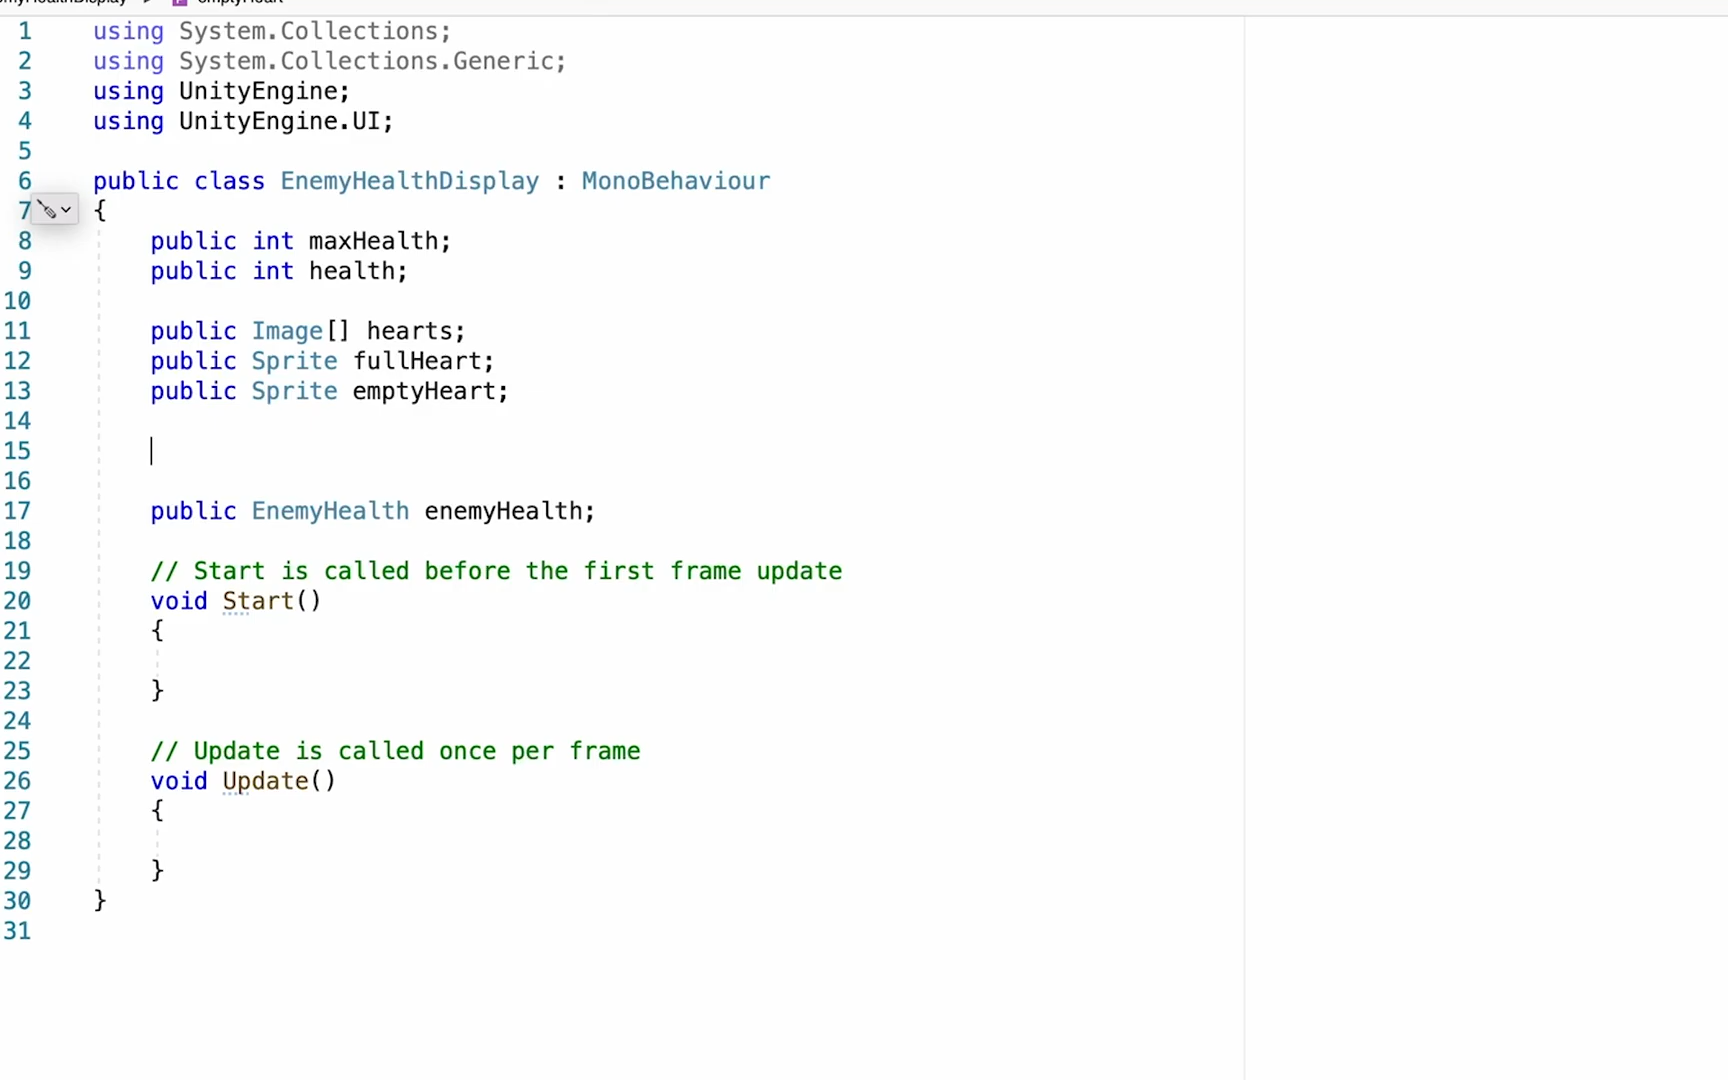 emptyHeart
1 using System.Collections;
2 using System.Collections.Generic;
3 using UnityEngine;
4 using UnityEngine.UI;
5
6 public class EnemyHealthDisplay : MonoBehaviour
7 {
8 public int maxHealth;
9 public int health;
10
11 public Image[] hearts;
12 public Sprite fullHeart;
13 public Sprite emptyHeart;
14
15
16
17 public EnemyHealth enemyHealth;
18
19 // Start is called before the first frame update
20 void Start()
21 {
22
23 }
24
25 // Update is called once per frame
26 void Update()
27 {
28
29 }
30 }
31